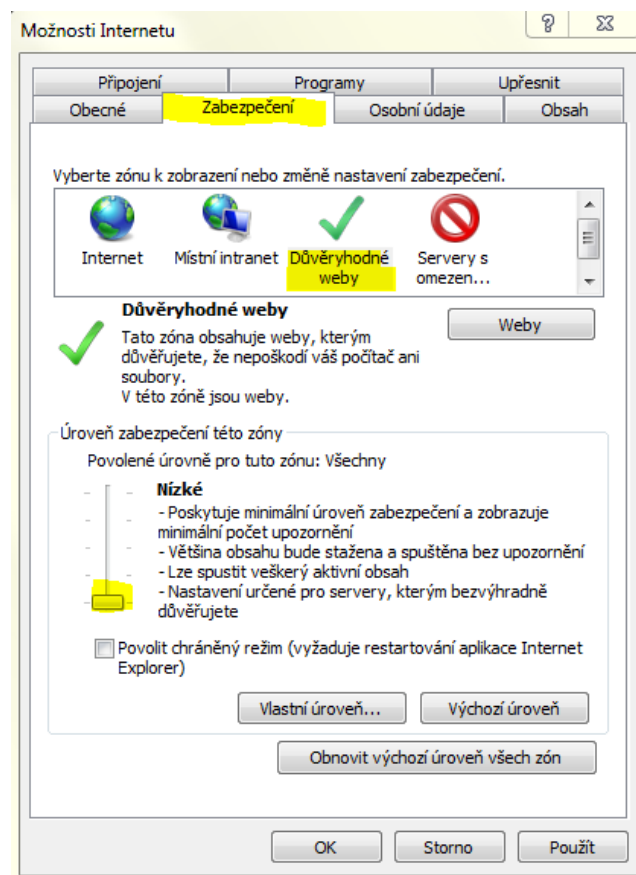 Možnosti Internetu
Připojení Programy Upřesnit
Obecné Zabezpečení Osobní údaje Obsah
Vyberte zónu k zobrazení nebo změně nastavení zabezpečení.
Internet Místní intranet Důvěryhodné Servery s
weby omezen...
Důvěryhodné weby
Weby
Tato zóna obsahuje weby, kterým
důvěřujete, že nepoškodí váš počítač ani
soubory.
V této zóně jsou weby.
Úroveň zabezpečení této zóny
Povolené úrovně pro tuto zónu: Všechny
Nízké
- Poskytuje minimální úroveň zabezpečení a zobrazuje
minimální počet upozornění
- Většina obsahu bude stažena a spuštěna bez upozornění
- Lze spustit veškerý aktivní obsah
- Nastavení určené pro servery, kterým bezvýhradně
důvěřujete
Povolit chráněný režim (vyžaduje restartování aplikace Internet
Explorer)
Vlastní úroveň... Výchozí úroveň
Obnovit výchozí úroveň všech zón
OK Storno Použít